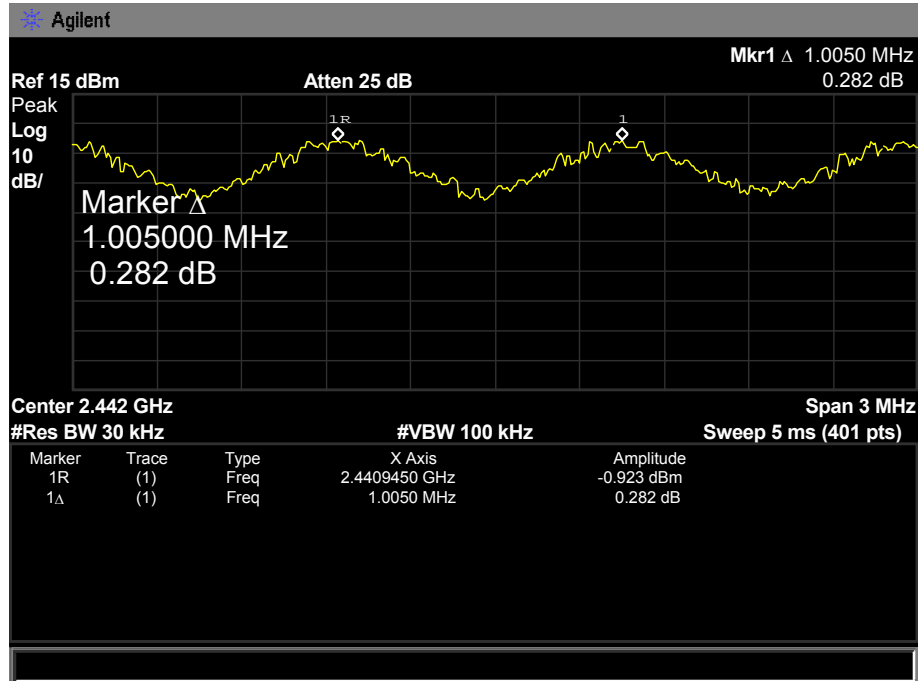 Agilent
Mkr1 Δ 1.0050 MHz
Ref 15 dBm Atten 25 dB 0.282 dB
Peak
Log
10
dB/
1R 1
Marker Δ
1.005000 MHz
0.282 dB
Center 2.442 GHz Span 3 MHz
#Res BW 30 kHz #VBW 100 kHz Sweep 5 ms (401 pts)
Marker Trace Type X Axis Amplitude
1R (1) Freq 2.4409450 GHz -0.923 dBm
1Δ (1) Freq 1.0050 MHz 0.282 dB